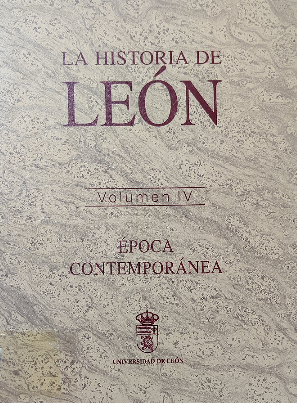 LA HISTORIA DE
LEÓN
Volumen IV
ÉPOCA
CONTEMPORÁNEA
UNIVERSIDAD DE LEÓN